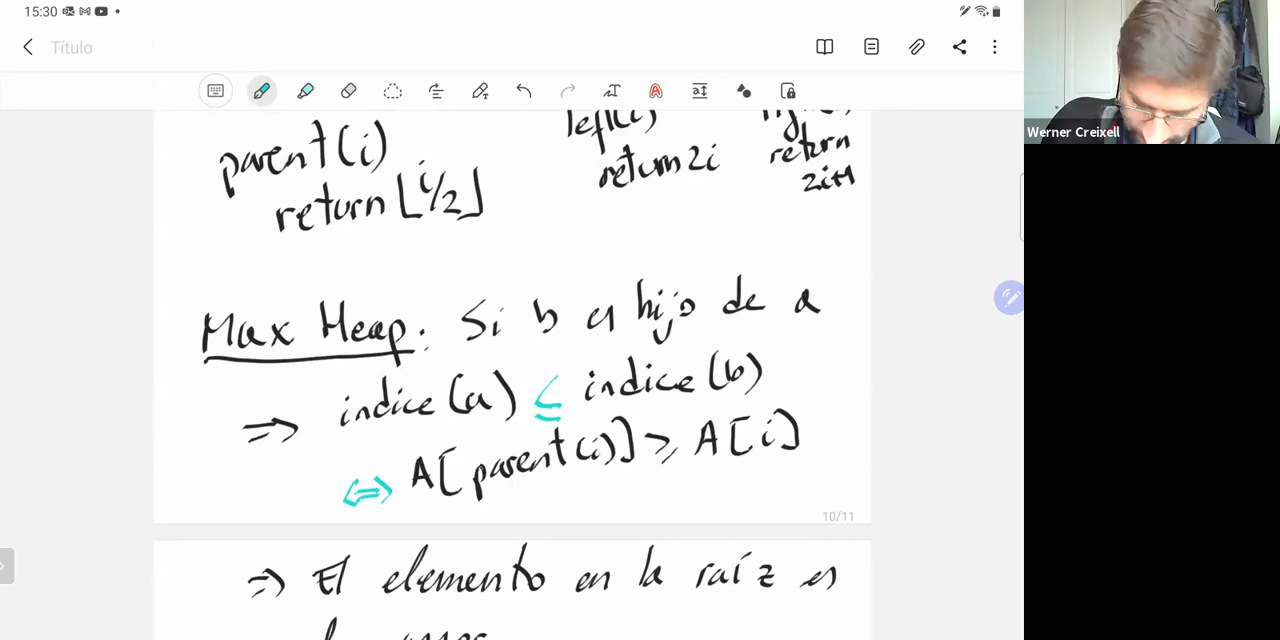 15:30
Título
Werner Creixell
left(i)
parent(i)
return 2i
return
2i+1
return ⌊i/2⌋
Max Heap: Si b es hijo de a
⇒ indice(a) ≤ indice(b)
⇔ A[parent(i)] ≥ A[i]
10/11
⇒ El elemento en la raíz es